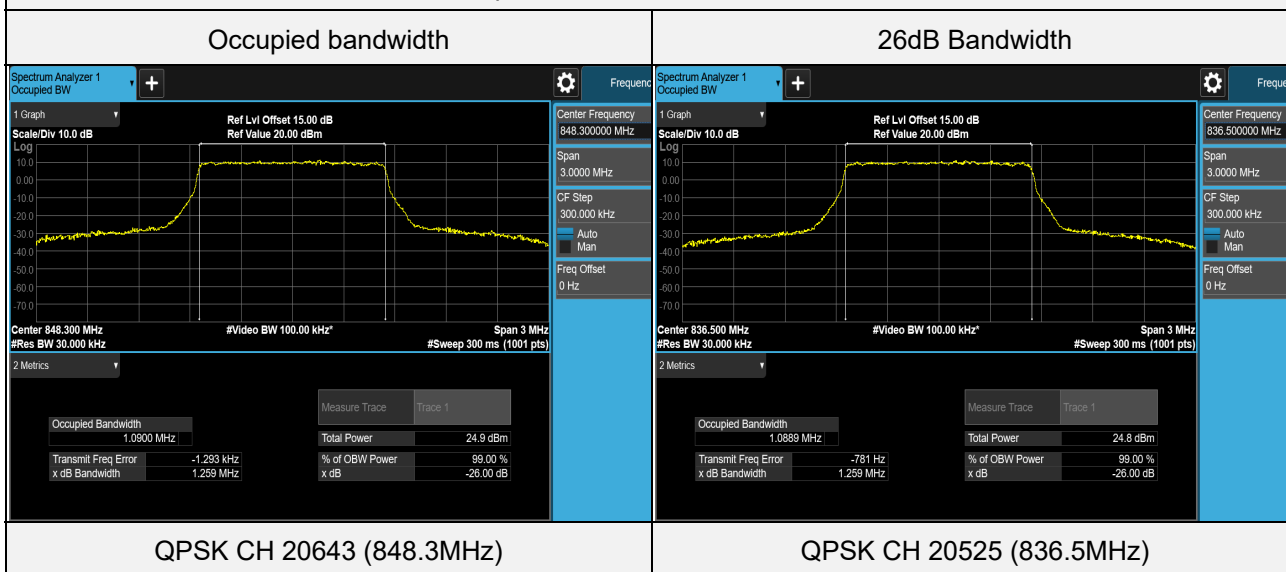 Occupied bandwidth
26dB Bandwidth
Spectrum Analyzer 1
Occupied BW
Frequenc
1 Graph
Scale/Div 10.0 dB
Ref Lvl Offset 15.00 dB
Ref Value 20.00 dBm
Log
10.0
0.00
-10.0
-20.0
-30.0
-40.0
-50.0
-60.0
-70.0
Center 848.300 MHz
#Res BW 30.000 kHz
#Video BW 100.00 kHz*
Span 3 MHz
#Sweep 300 ms (1001 pts)
Center Frequency
848.300000 MHz
Span
3.0000 MHz
CF Step
300.000 kHz
Auto
Man
Freq Offset
0 Hz
2 Metrics
Measure Trace Trace 1
Occupied Bandwidth
1.0900 MHz
Total Power 24.9 dBm
Transmit Freq Error -1.293 kHz
% of OBW Power 99.00 %
x dB Bandwidth 1.259 MHz
x dB -26.00 dB
Spectrum Analyzer 1
Occupied BW
Freque
1 Graph
Scale/Div 10.0 dB
Ref Lvl Offset 15.00 dB
Ref Value 20.00 dBm
Log
10.0
0.00
-10.0
-20.0
-30.0
-40.0
-50.0
-60.0
-70.0
Center 836.500 MHz
#Res BW 30.000 kHz
#Video BW 100.00 kHz*
Span 3 MHz
#Sweep 300 ms (1001 pts)
Center Frequency
836.500000 MHz
Span
3.0000 MHz
CF Step
300.000 kHz
Auto
Man
Freq Offset
0 Hz
2 Metrics
Measure Trace Trace 1
Occupied Bandwidth
1.0889 MHz
Total Power 24.8 dBm
Transmit Freq Error -781 Hz
% of OBW Power 99.00 %
x dB Bandwidth 1.259 MHz
x dB -26.00 dB
QPSK CH 20643 (848.3MHz)
QPSK CH 20525 (836.5MHz)